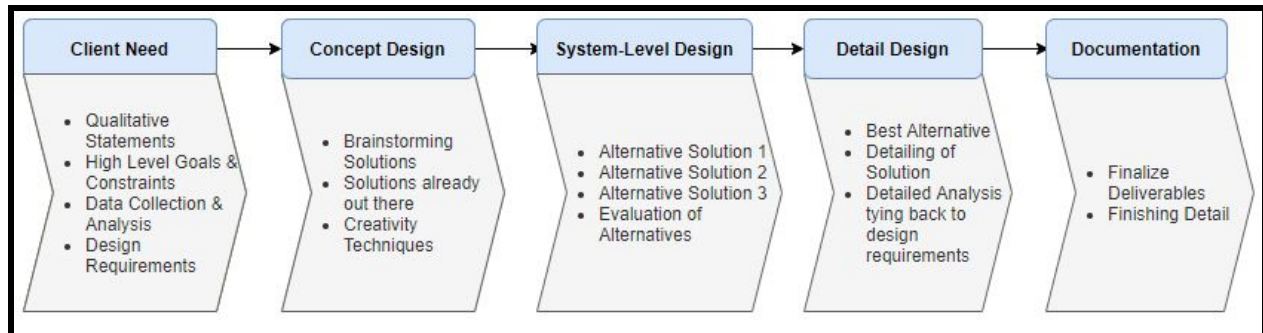 Client Need
Concept Design
System-Level Design
Detail Design
Documentation
Qualitative
Statements
High Level Goals &
Constraints
Data Collection &
Analysis
Design
Requirements
Brainstorming
Solutions
Solutions already
out there
Creativity
Techniques
Alternative Solution 1
Alternative Solution 2
Alternative Solution 3
Evaluation of
Alternatives
Best Alternative
Detailing of
Solution
Detailed Analysis
tying back to
design
requirements
Finalize
Deliverables
Finishing Detail